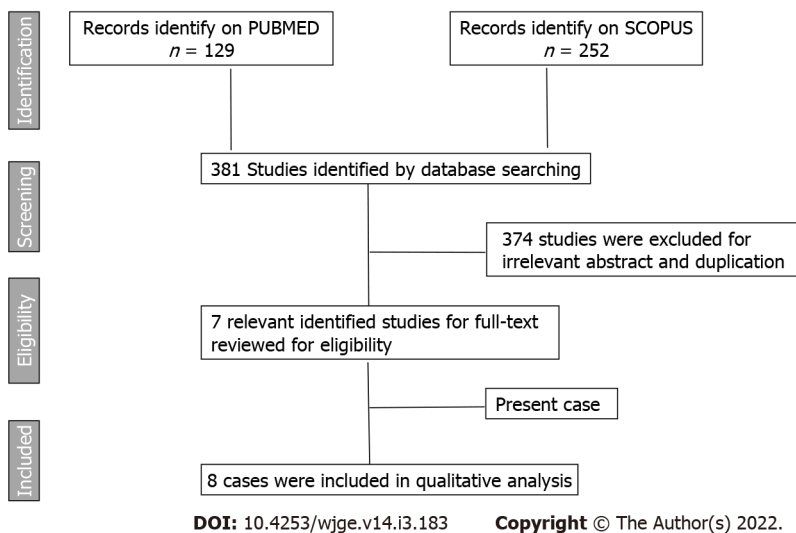 Identification
Records identify on PUBMED
n = 129
Records identify on SCOPUS
n = 252
381 Studies identified by database searching
Screening
374 studies were excluded for
irrelevant abstract and duplication
Eligibility
7 relevant identified studies for full-text
reviewed for eligibility
Present case
Included
8 cases were included in qualitative analysis
DOI: 10.4253/wjge.v14.i3.183 Copyright © The Author(s) 2022.